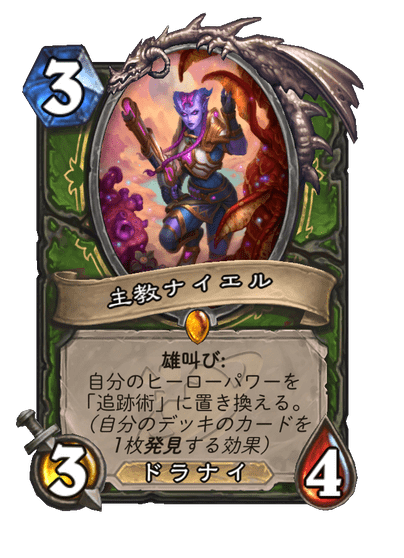 3
主教ナイエル
雄叫び:
自分のヒーローパワーを
「追跡術」に置き換える。
(自分のデッキのカードを
1枚発見する効果)
3
ドラナイ
4